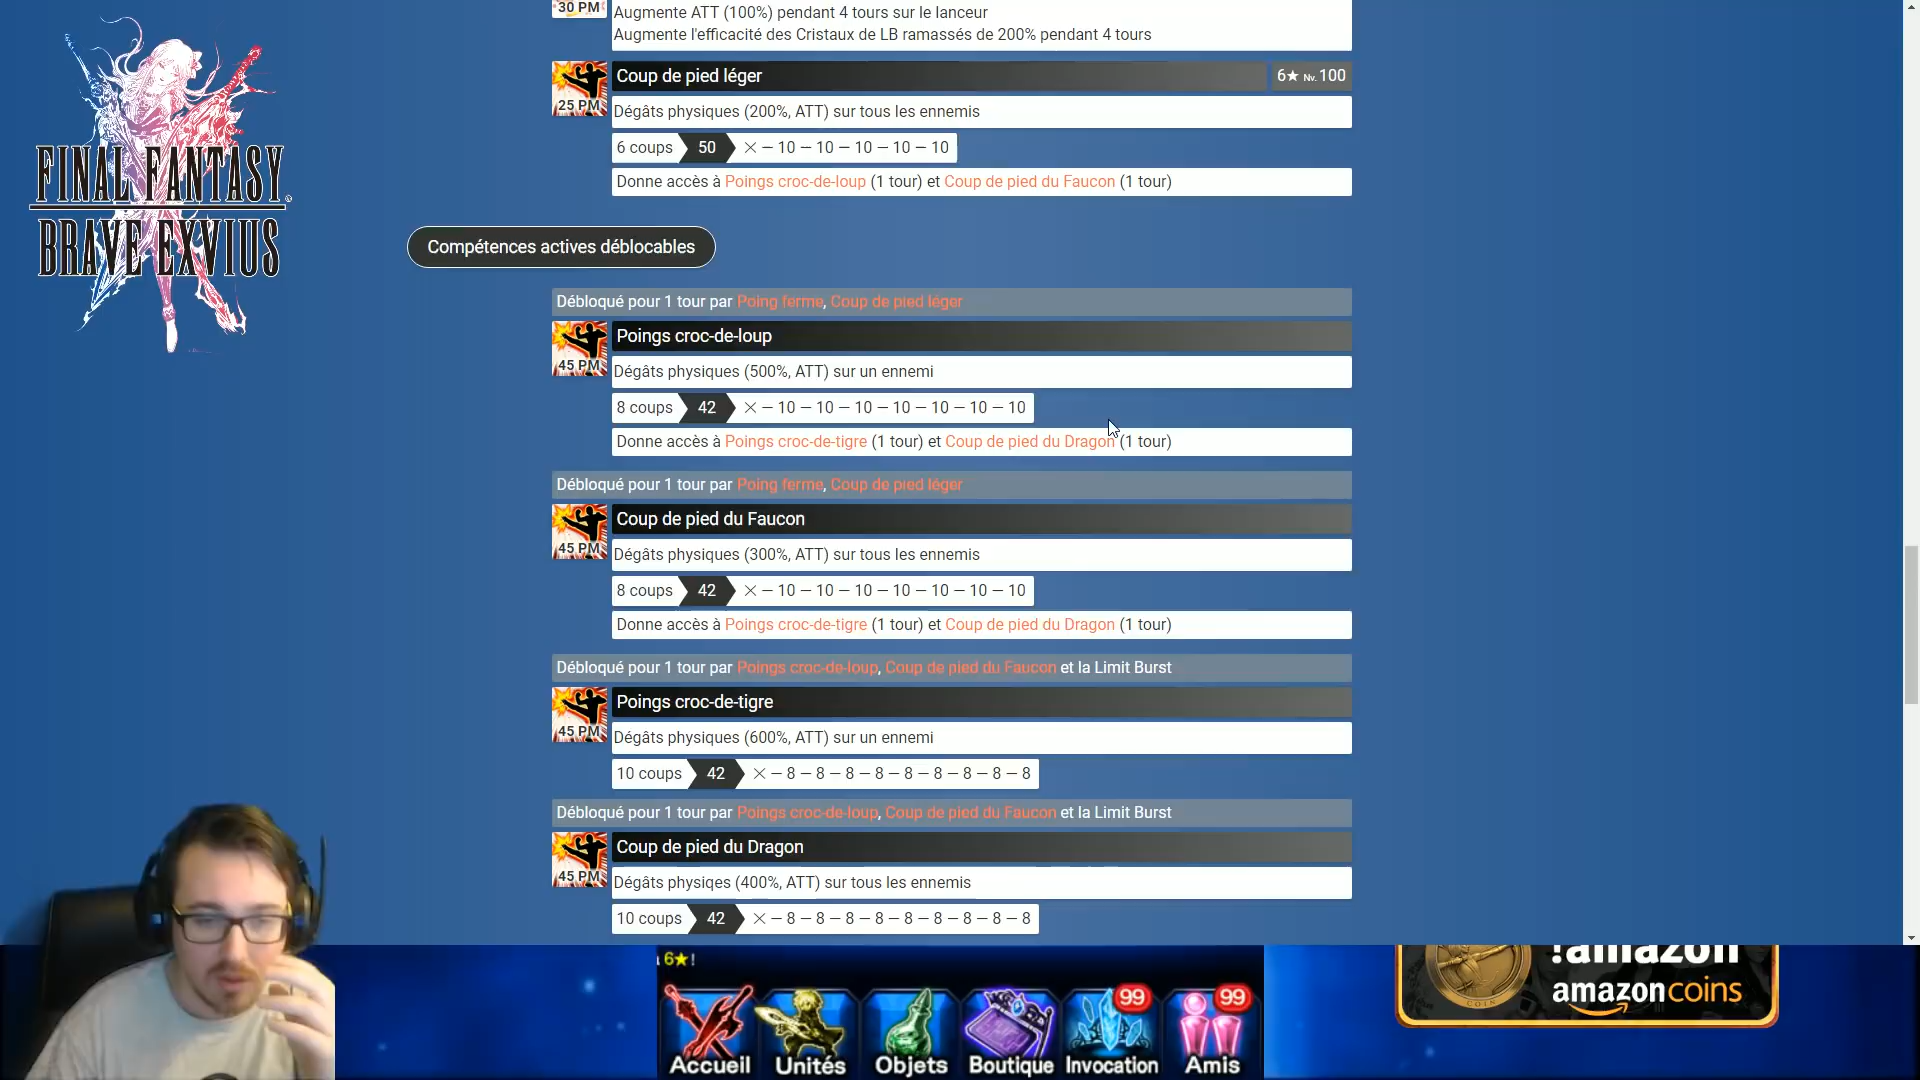 FINAL FANTASY
BRAVE EXVIUS
30 PM
Augmente ATT (100%) pendant 4 tours sur le lanceur
Augmente l'efficacité des Cristaux de LB ramassés de 200% pendant 4 tours
25 PM
Coup de pied léger
6★ Nv.100
Dégâts physiques (200%, ATT) sur tous les ennemis
6 coups 50 × – 10 – 10 – 10 – 10 – 10
Donne accès à Poings croc-de-loup (1 tour) et Coup de pied du Faucon (1 tour)
Compétences actives déblocables
Débloqué pour 1 tour par Poing ferme, Coup de pied léger
45 PM
Poings croc-de-loup
Dégâts physiques (500%, ATT) sur un ennemi
8 coups 42 × – 10 – 10 – 10 – 10 – 10 – 10 – 10
Donne accès à Poings croc-de-tigre (1 tour) et Coup de pied du Dragon (1 tour)
Débloqué pour 1 tour par Poing ferme, Coup de pied léger
45 PM
Coup de pied du Faucon
Dégâts physiques (300%, ATT) sur tous les ennemis
8 coups 42 × – 10 – 10 – 10 – 10 – 10 – 10 – 10
Donne accès à Poings croc-de-tigre (1 tour) et Coup de pied du Dragon (1 tour)
Débloqué pour 1 tour par Poings croc-de-loup, Coup de pied du Faucon et la Limit Burst
45 PM
Poings croc-de-tigre
Dégâts physiques (600%, ATT) sur un ennemi
10 coups 42 × – 8 – 8 – 8 – 8 – 8 – 8 – 8 – 8 – 8
Débloqué pour 1 tour par Poings croc-de-loup, Coup de pied du Faucon et la Limit Burst
45 PM
Coup de pied du Dragon
Dégâts physiqes (400%, ATT) sur tous les ennemis
10 coups 42 × – 8 – 8 – 8 – 8 – 8 – 8 – 8 – 8 – 8
6★!
99
99
Accueil
Unités
Objets
Boutique
Invocation
Amis
!amazon
COIN
amazoncoins